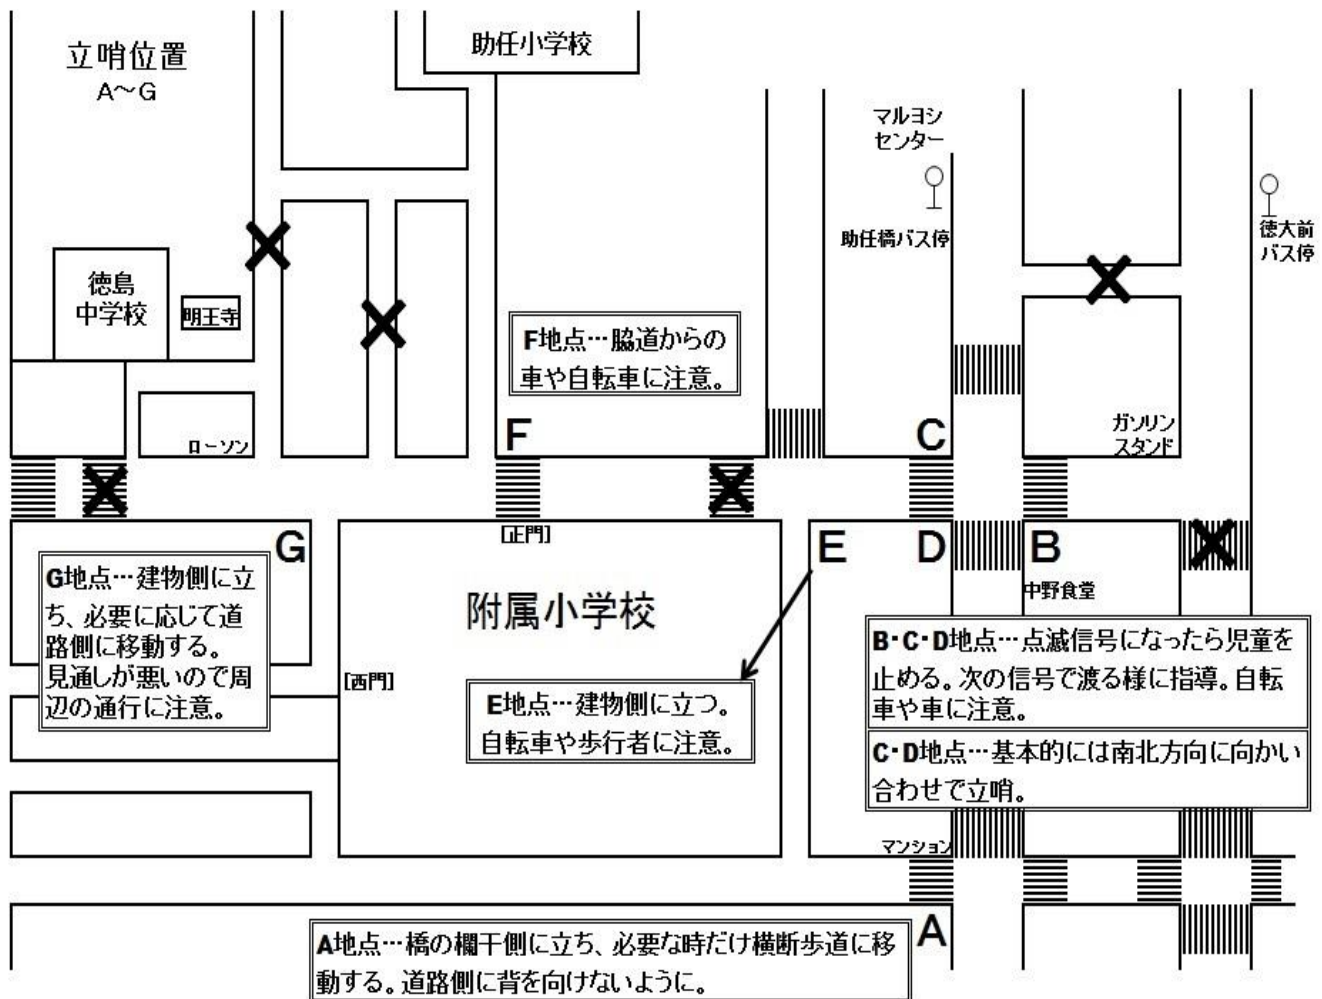 立哨位置
A～G
助任小学校
マルヨシ
センター
助任橋バス停
徳大前
バス停
徳島
中学校
明王寺
F地点…脇道からの
車や自転車に注意。
ローソン
F
C
ガソリン
スタンド
G
[正門]
E
D
B
中野食堂
G地点…建物側に立
ち、必要に応じて道
路側に移動する。
見通しが悪いので周
辺の通行に注意。
附属小学校
[西門]
E地点…建物側に立つ。
自転車や歩行者に注意。
B・C・D地点…点滅信号になったら児童を
止める。次の信号で渡る様に指導。自転
車や車に注意。
C・D地点…基本的には南北方向に向かい
合わせで立哨。
マンション
A
A地点…橋の欄干側に立ち、必要な時だけ横断歩道に移
動する。道路側に背を向けないように。